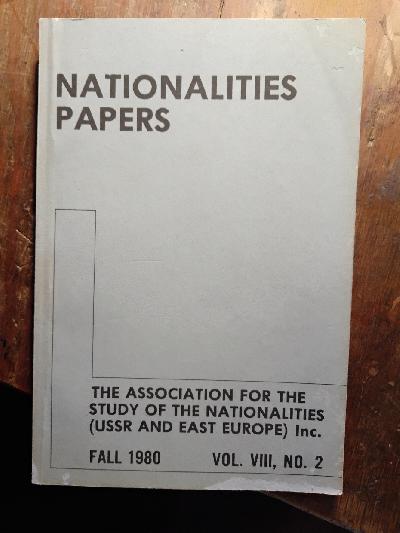 NATIONALITIES
PAPERS
THE ASSOCIATION FOR THE
STUDY OF THE NATIONALITIES
(USSR AND EAST EUROPE) Inc.
FALL 1980 VOL. VIII, NO. 2